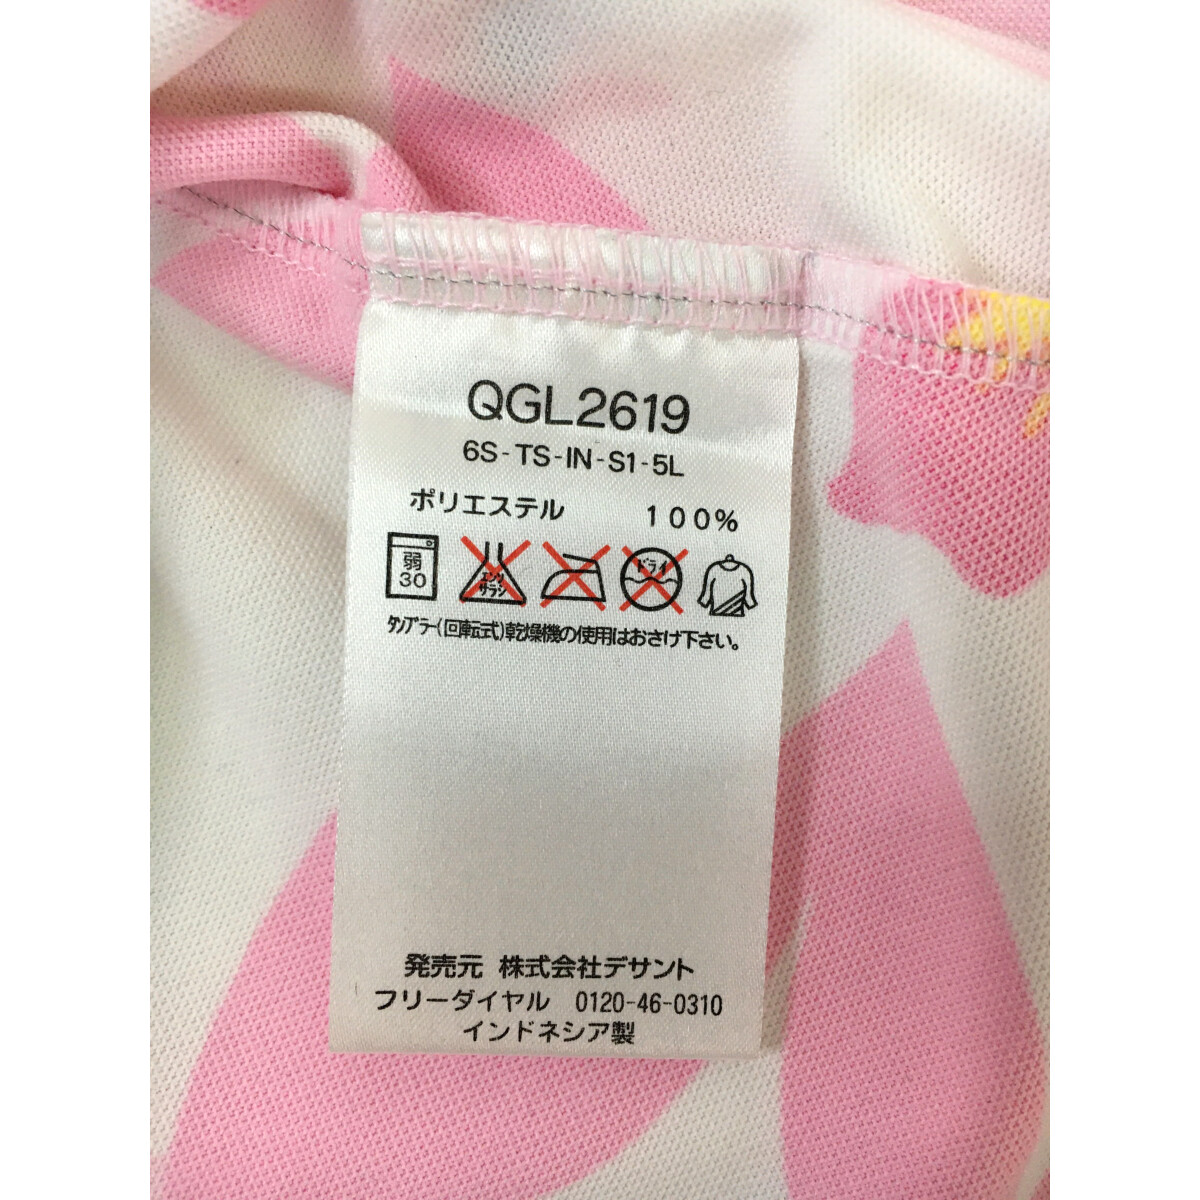 QGL2619
6S-TS-IN-S1-5L
ポリエステル 100%
弱
30
エンソ
サラシ
ドライ
タンブラー(回転式)乾燥機の使用はおさけ下さい。
発売元 株式会社デサント
フリーダイヤル 0120-46-0310
インドネシア製